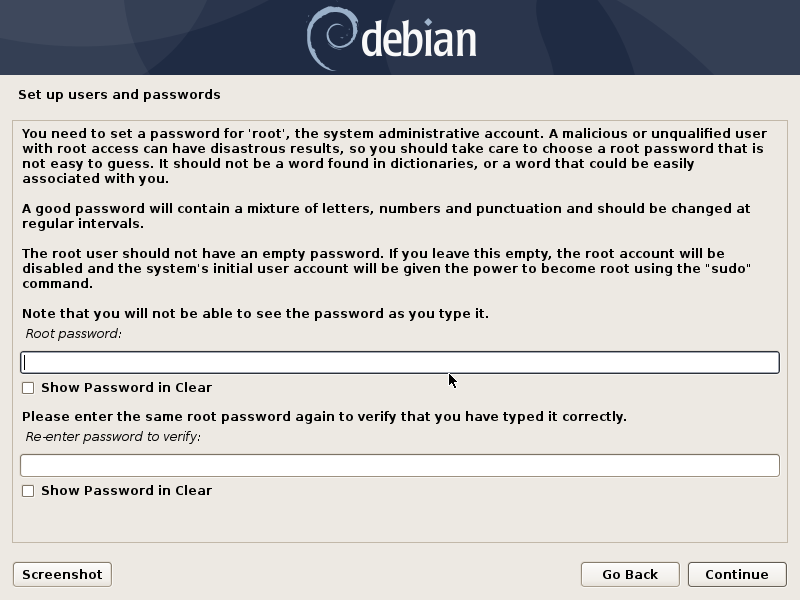 debian
Set up users and passwords
You need to set a password for 'root', the system administrative account. A malicious or unqualified user
with root access can have disastrous results, so you should take care to choose a root password that is
not easy to guess. It should not be a word found in dictionaries, or a word that could be easily
associated with you.
A good password will contain a mixture of letters, numbers and punctuation and should be changed at
regular intervals.
The root user should not have an empty password. If you leave this empty, the root account will be
disabled and the system's initial user account will be given the power to become root using the "sudo"
command.
Note that you will not be able to see the password as you type it.
Root password:
Show Password in Clear
Please enter the same root password again to verify that you have typed it correctly.
Re-enter password to verify:
Show Password in Clear
Screenshot
Go Back
Continue